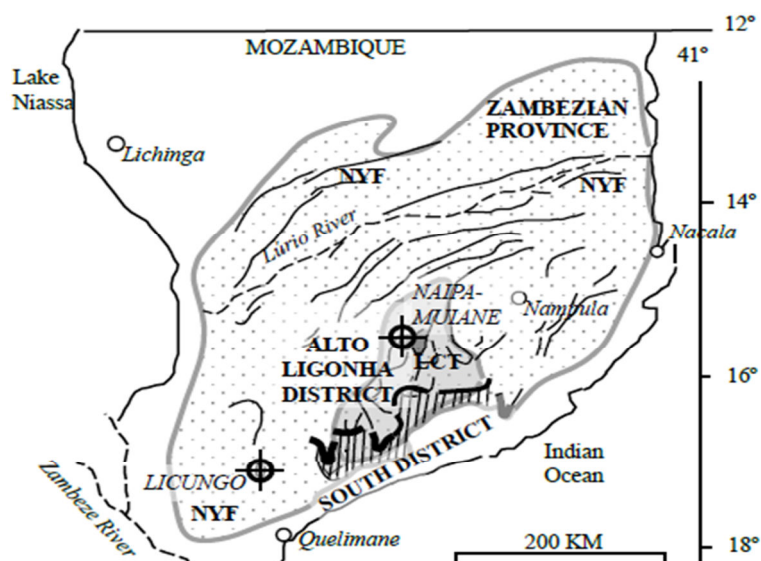 12°
MOZAMBIQUE
41°
Lake
Niassa
ZAMBEZIAN
PROVINCE
Lichinga
NYF
NYF
14°
Lúrio River
Nacala
NAIPA-
MUIANE
Nambula
ALTO
LIGONHA
DISTRICT
LCT
16°
SOUTH DISTRICT
Indian
Ocean
LICUNGO
NYF
Zambeze River
Quelimane
200 KM
18°